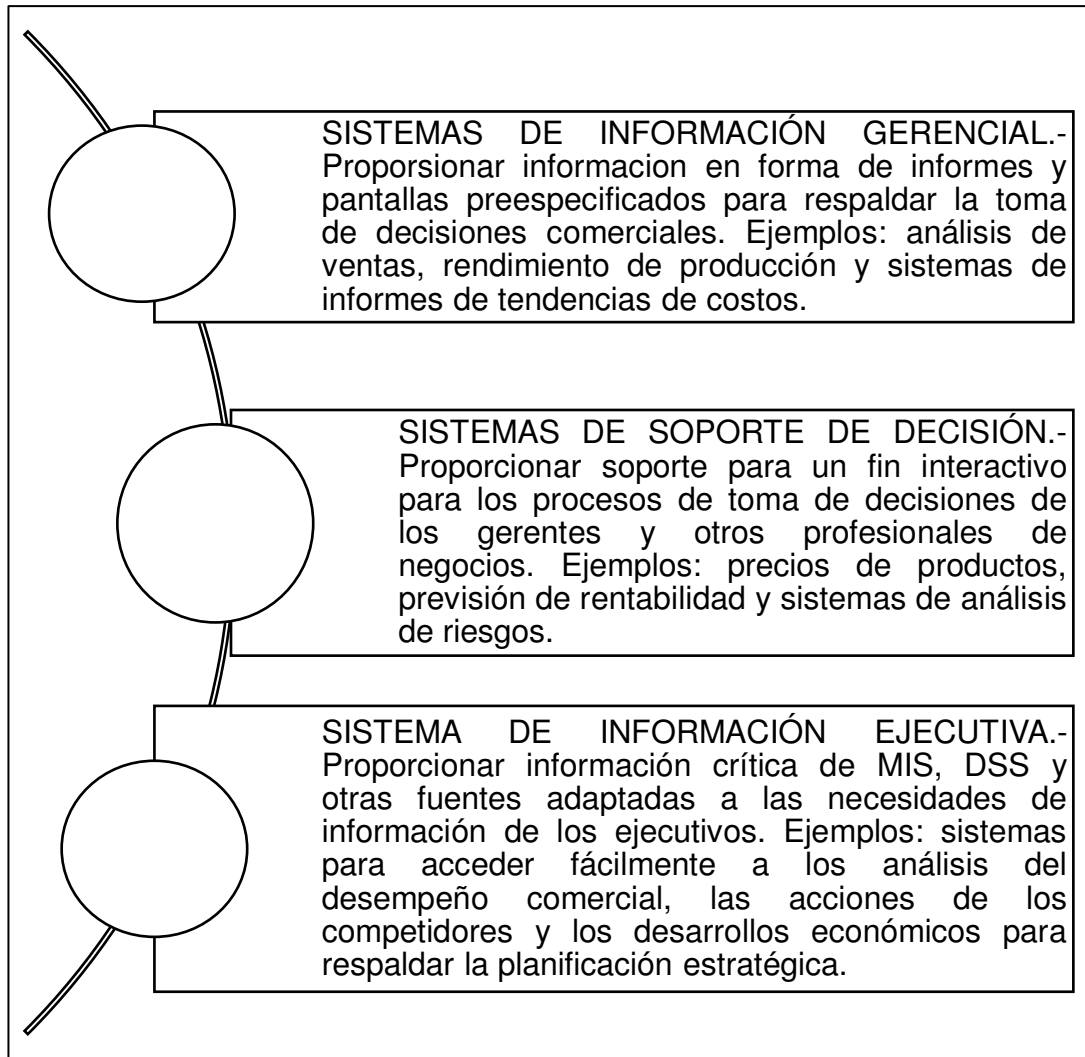 SISTEMAS DE INFORMACIÓN GERENCIAL.-
Proporsionar informacion en forma de informes y
pantallas preespecificados para respaldar la toma
de decisiones comerciales. Ejemplos: análisis de
ventas, rendimiento de producción y sistemas de
informes de tendencias de costos.
SISTEMAS DE SOPORTE DE DECISIÓN.-
Proporcionar soporte para un fin interactivo
para los procesos de toma de decisiones de
los gerentes y otros profesionales de
negocios. Ejemplos: precios de productos,
previsión de rentabilidad y sistemas de análisis
de riesgos.
SISTEMA DE INFORMACIÓN EJECUTIVA.-
Proporcionar información crítica de MIS, DSS y
otras fuentes adaptadas a las necesidades de
información de los ejecutivos. Ejemplos: sistemas
para acceder fácilmente a los análisis del
desempeño comercial, las acciones de los
competidores y los desarrollos económicos para
respaldar la planificación estratégica.